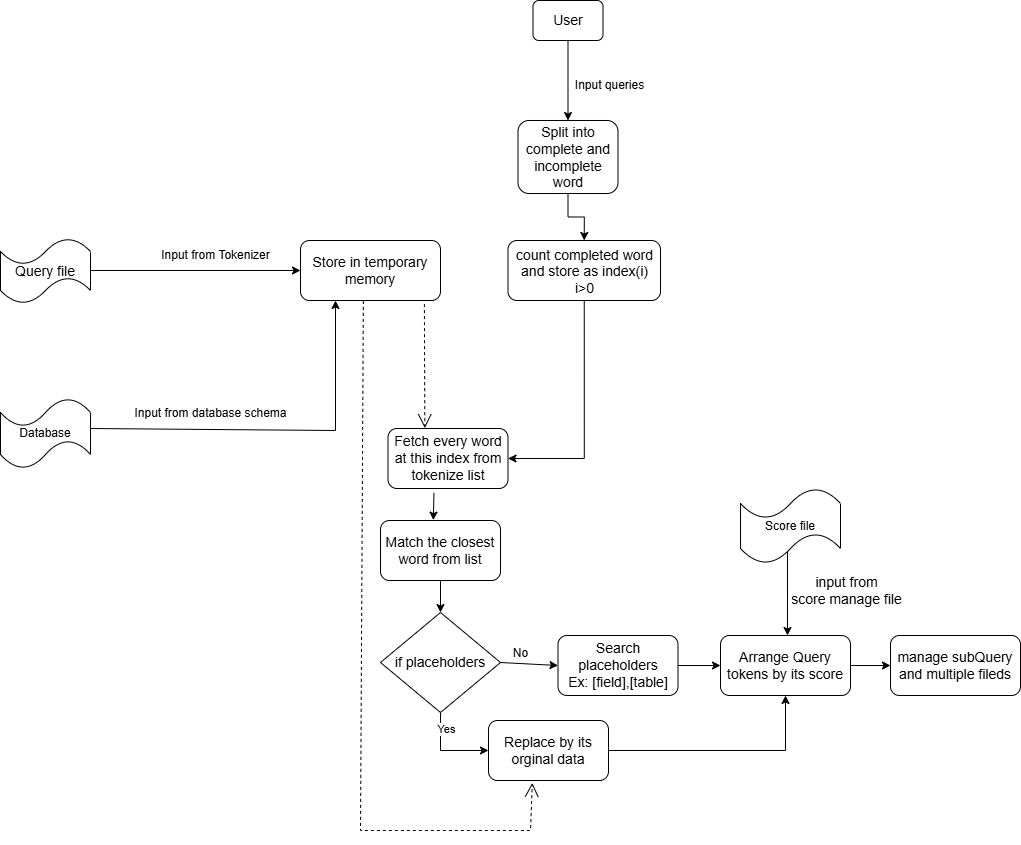 User
Input queries
Split into
complete and
incomplete
word
count completed word
and store as index(i)
i>0
Query file
Input from Tokenizer
Store in temporary
memory
Database
Input from database schema
Fetch every word
at this index from
tokenize list
Match the closest
word from list
if placeholders
No
Search
placeholders
Ex: [field],[table]
Score file
input from
score manage file
Arrange Query
tokens by its score
manage subQuery
and multiple fileds
Yes
Replace by its
orginal data